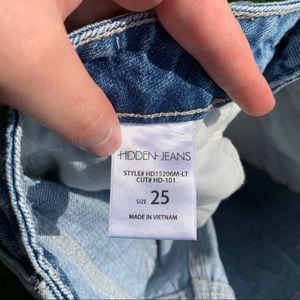 HIDDEN JEANS
STYLE# HD15206M-LT
CUT# HD-101
SIZE 25
MADE IN VIETNAM